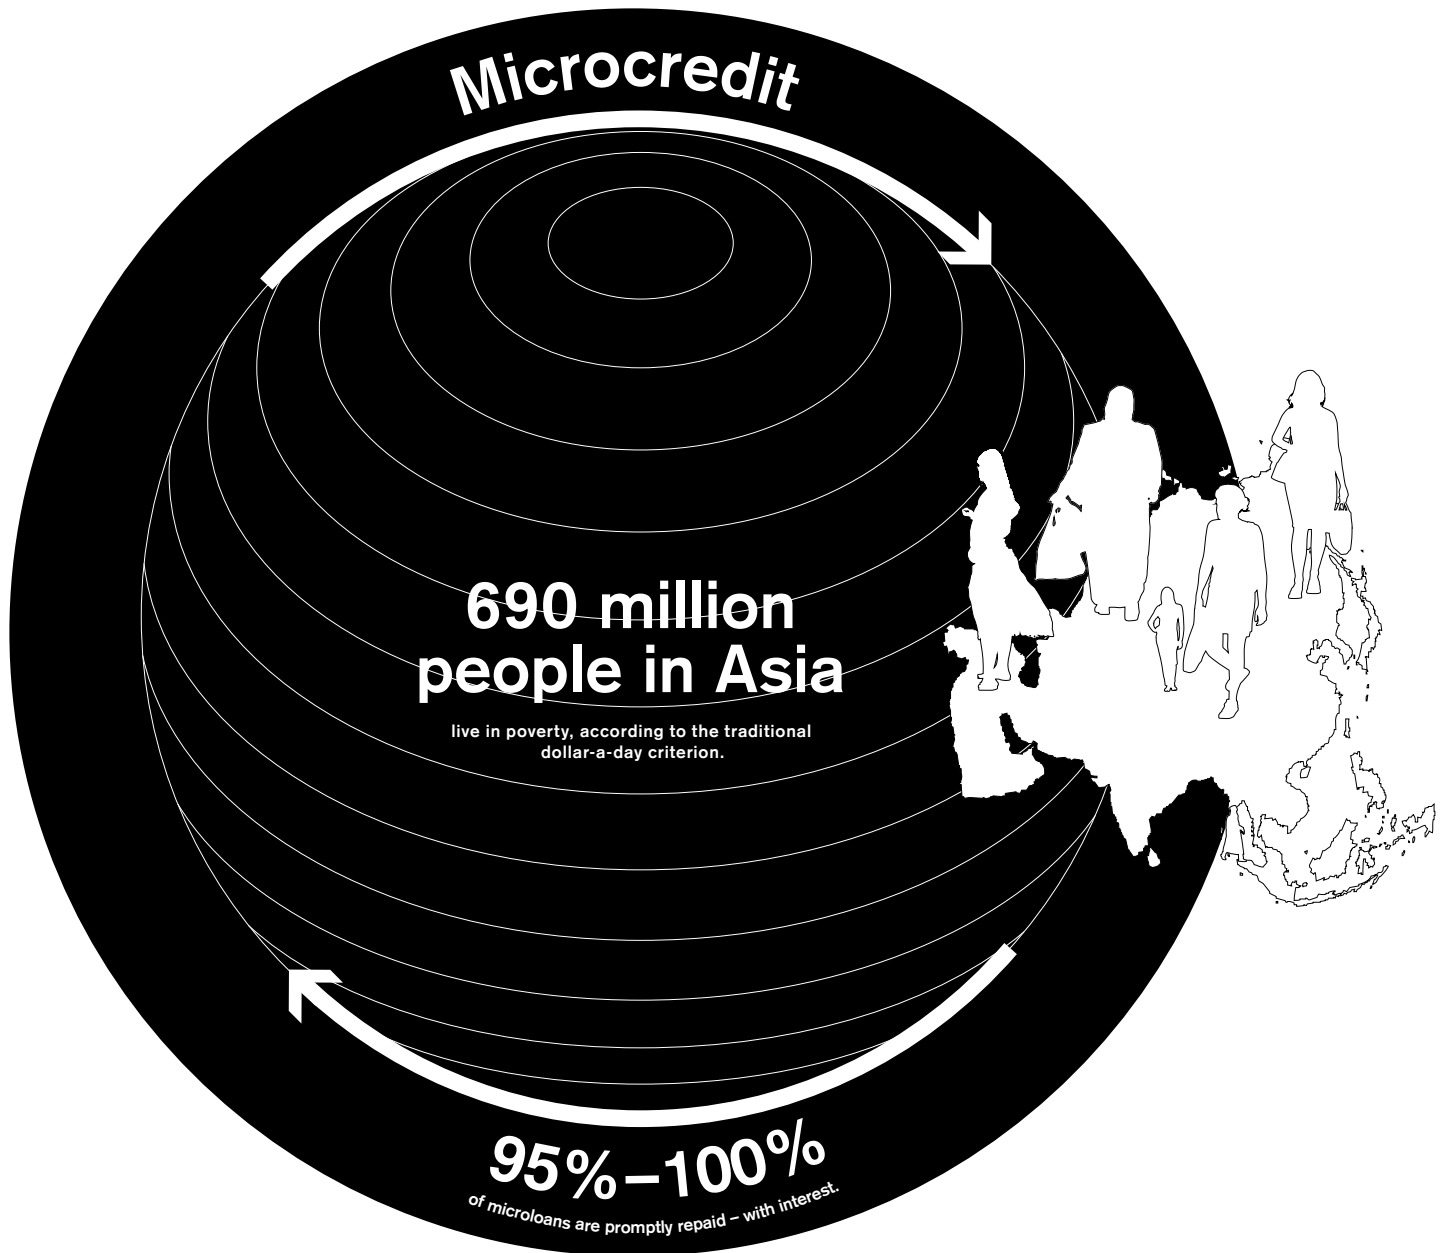 Microcredit
690 million
people in Asia
live in poverty, according to the traditional
dollar-a-day criterion.
95%–100%
of microloans are promptly repaid – with interest.